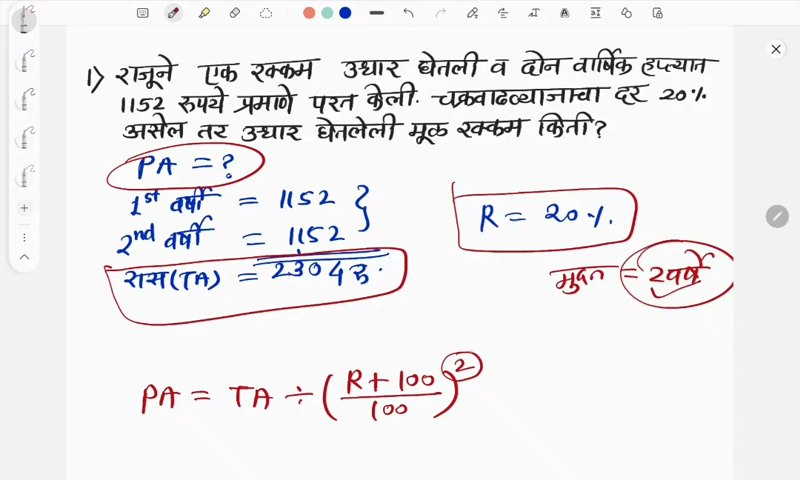 1) राजूने एक रक्कम उधार घेतली व दोन वार्षिक हप्त्यात
1152 रुपये प्रमाणे परत केली. चक्रवाढव्याजाचा दर 20%
असेल तर उधार घेतलेली मूळ रक्कम किती?
PA = ?
1st वर्षी = 1152
2nd वर्षी = 1152
रास (TA) = 2304 रु.
R = 20%.
मुदत = 2 वर्षे
PA = TA ÷ (R + 100 / 100)²